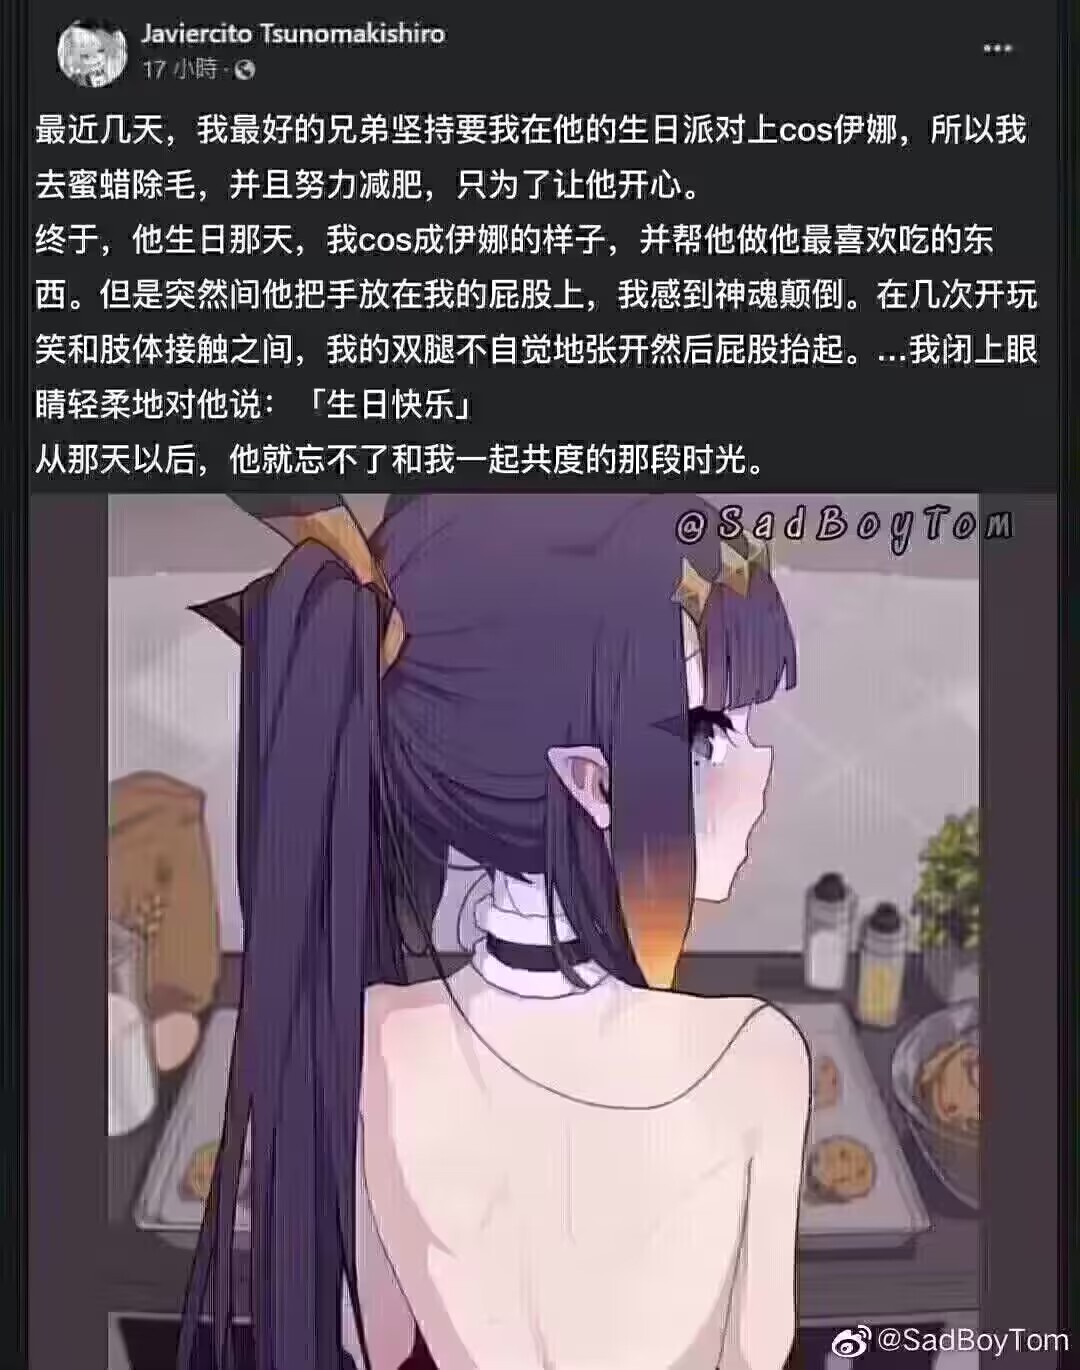 Javiercito Tsunomakishiro
17 小時
最近几天，我最好的兄弟坚持要我在他的生日派对上cos伊娜，所以我
去蜜蜡除毛，并且努力减肥，只为了让他开心。
终于，他生日那天，我cos成伊娜的样子，并帮他做他最喜欢吃的东
西。但是突然间他把手放在我的屁股上，我感到神魂颠倒。在几次开玩
笑和肢体接触之间，我的双腿不自觉地张开然后屁股抬起。…我闭上眼
睛轻柔地对他说：「生日快乐」
从那天以后，他就忘不了和我一起共度的那段时光。
@SadBoyTom
@SadBoyTom